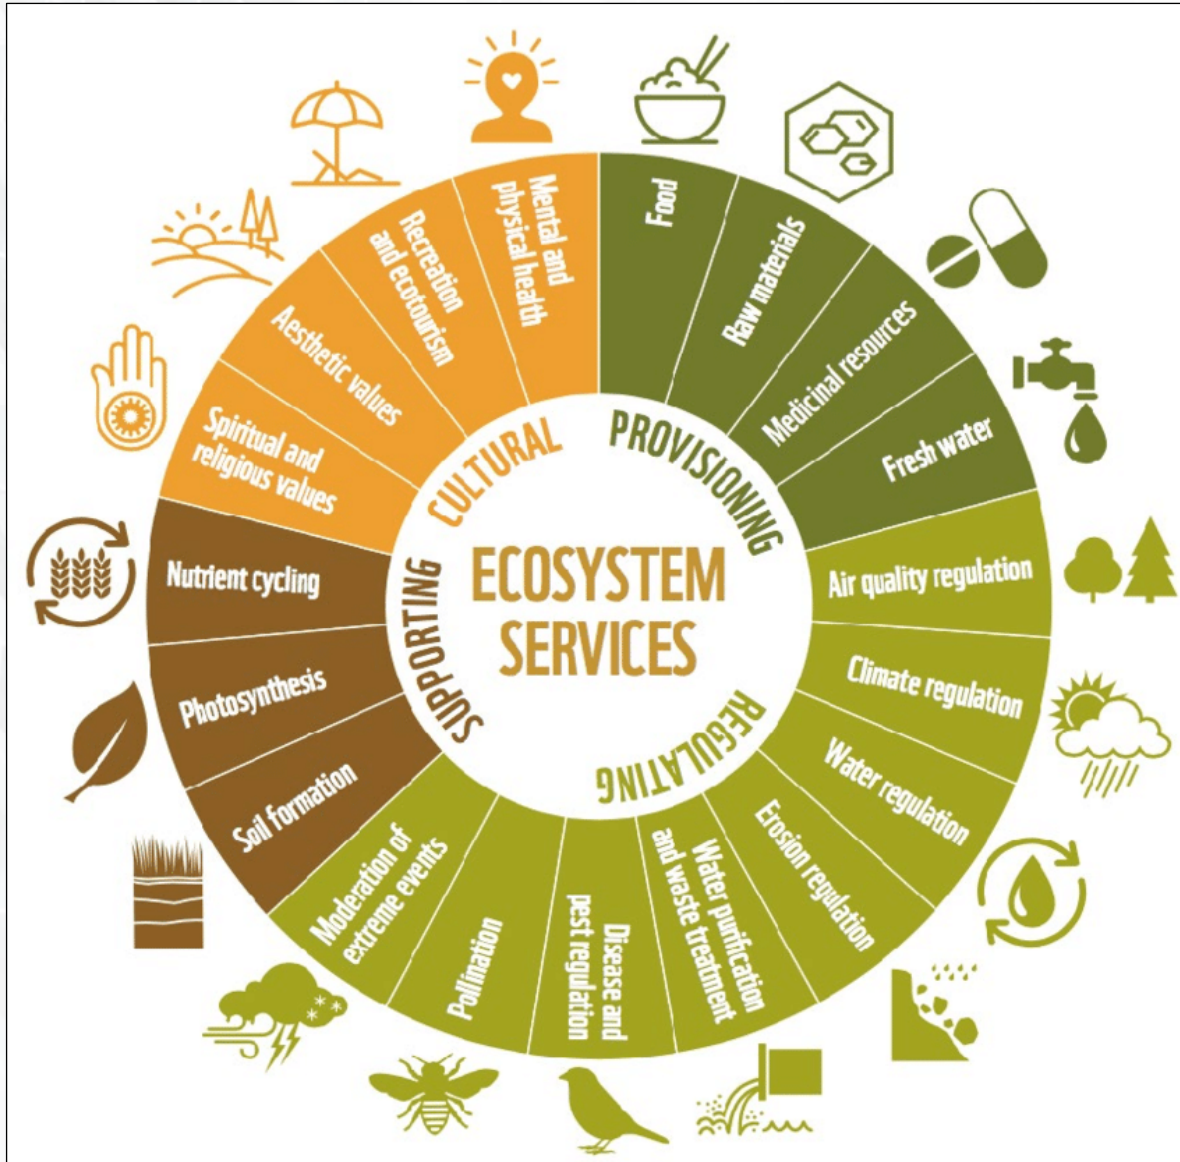 ECOSYSTEM
SERVICES
PROVISIONING
Food
Raw materials
Medicinal resources
Fresh water
REGULATING
Air quality regulation
Climate regulation
Water regulation
Erosion regulation
Water purification
and waste treatment
Disease and
pest regulation
Pollination
Moderation of
extreme events
SUPPORTING
Soil formation
Photosynthesis
Nutrient cycling
CULTURAL
Spiritual and
religious values
Aesthetic values
Recreation
and ecotourism
Mental and
physical health